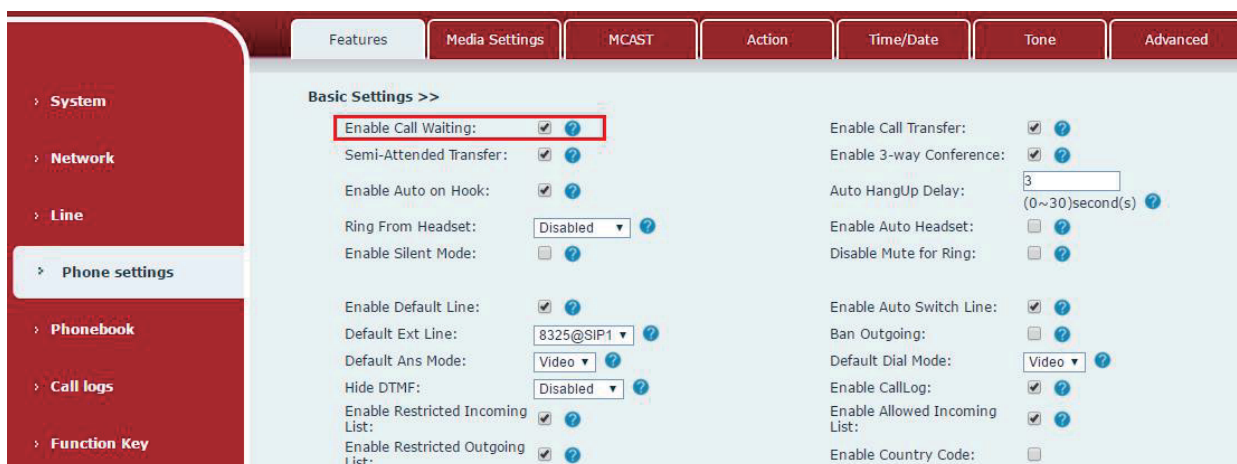 Features Media Settings MCAST Action Time/Date Tone Advanced
System
Network
Line
Phone settings
Phonebook
Call logs
Function Key
Basic Settings >>
Enable Call Waiting: Enable Call Transfer:
Semi-Attended Transfer: Enable 3-way Conference:
Enable Auto on Hook: Auto HangUp Delay: 3
(0~30)second(s)
Ring From Headset: Disabled Enable Auto Headset:
Enable Silent Mode: Disable Mute for Ring:
Enable Default Line: Enable Auto Switch Line:
Default Ext Line: 8325@SIP1 Ban Outgoing:
Default Ans Mode: Video Default Dial Mode: Video
Hide DTMF: Disabled Enable CallLog:
Enable Restricted Incoming List: Enable Allowed Incoming List:
Enable Restricted Outgoing List: Enable Country Code: